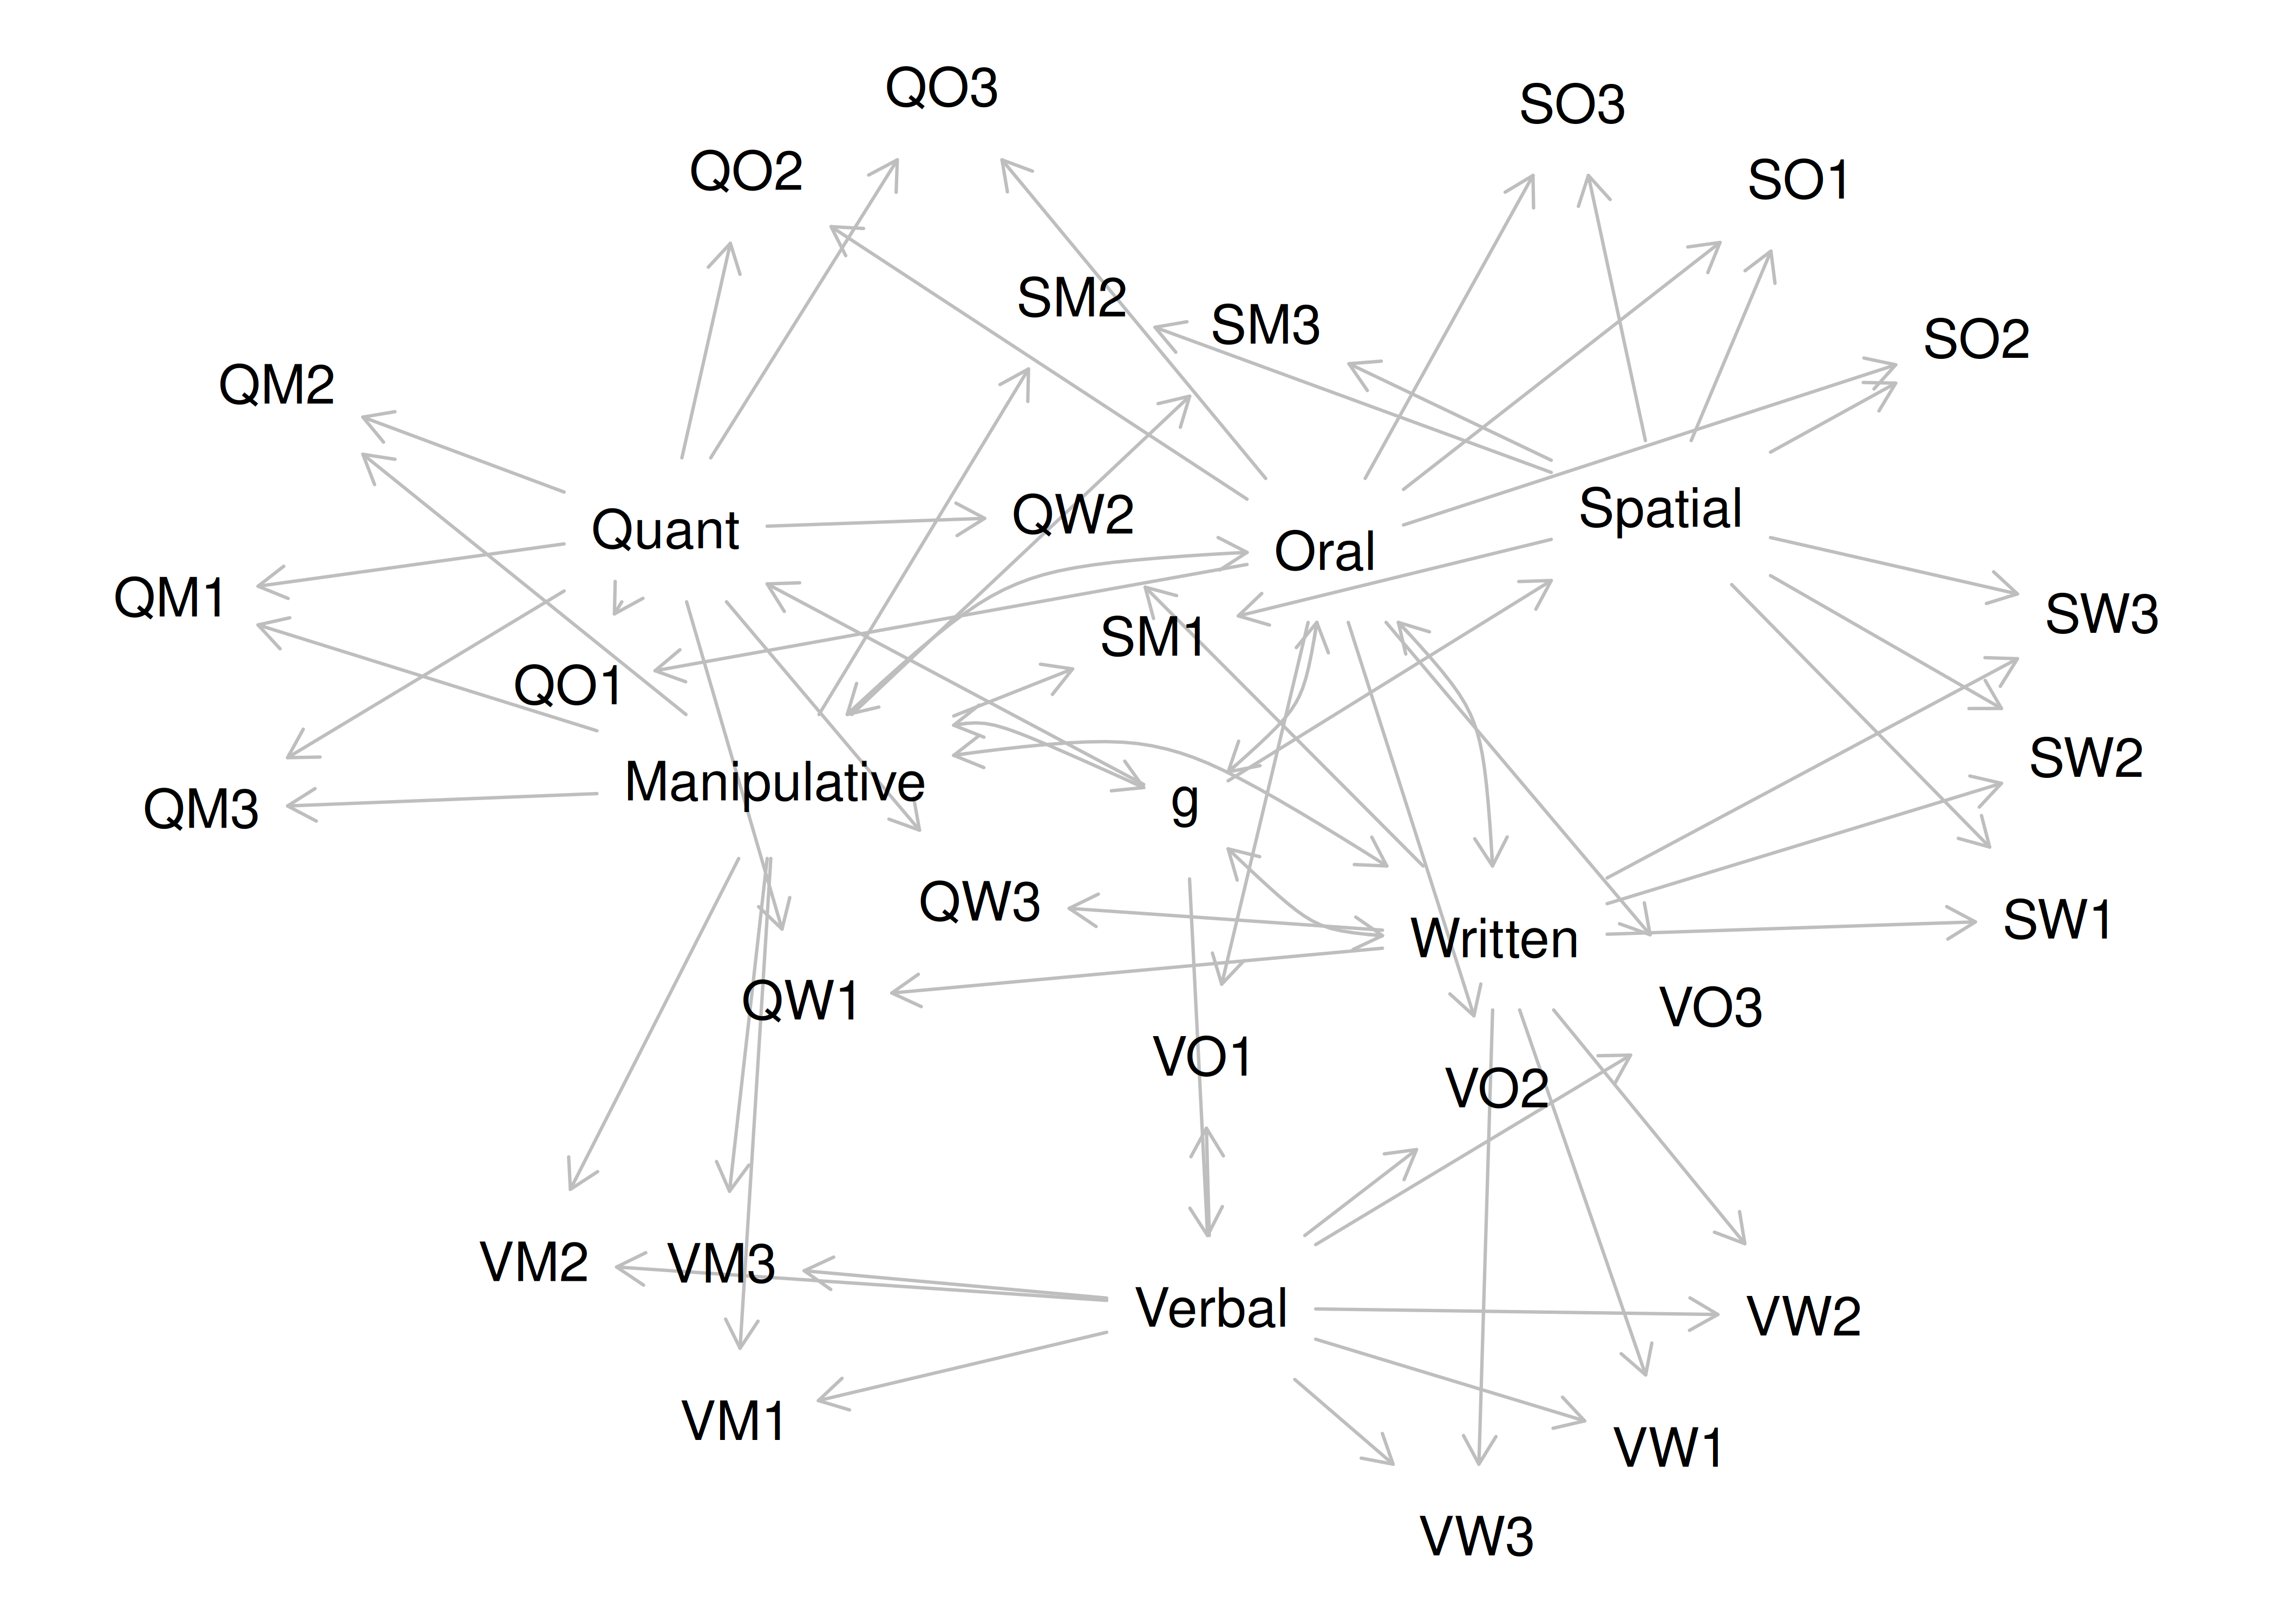 QO3
SO3
QO2
SO1
SM2
SM3
SO2
QM2
Spatial
QW2
Quant
Oral
QM1
SW3
SM1
QO1
SW2
Manipulative
g
QM3
QW3
SW1
Written
QW1
VO3
VO1
VO2
VM2
VM3
Verbal
VW2
VM1
VW1
VW3